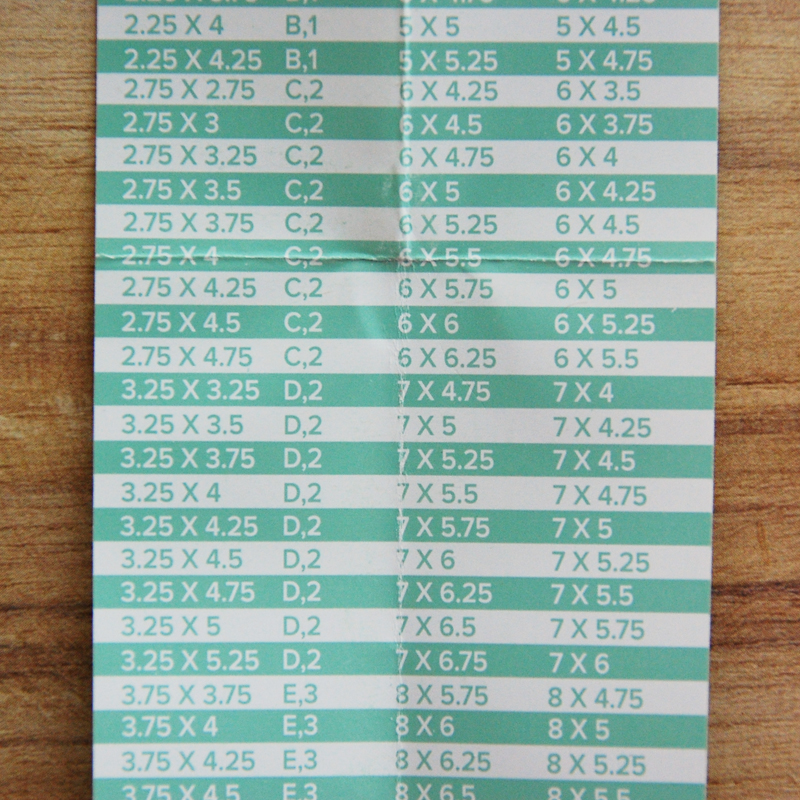 2.25 X 4 B,1 5 X 5 5 X 4.5
2.25 X 4.25 B,1 5 X 5.25 5 X 4.75
2.75 X 2.75 C,2 6 X 4.25 6 X 3.5
2.75 X 3 C,2 6 X 4.5 6 X 3.75
2.75 X 3.25 C,2 6 X 4.75 6 X 4
2.75 X 3.5 C,2 6 X 5 6 X 4.25
2.75 X 3.75 C,2 6 X 5.25 6 X 4.5
2.75 X 4 C,2 6 X 5.5 6 X 4.75
2.75 X 4.25 C,2 6 X 5.75 6 X 5
2.75 X 4.5 C,2 6 X 6 6 X 5.25
2.75 X 4.75 C,2 6 X 6.25 6 X 5.5
3.25 X 3.25 D,2 7 X 4.75 7 X 4
3.25 X 3.5 D,2 7 X 5 7 X 4.25
3.25 X 3.75 D,2 7 X 5.25 7 X 4.5
3.25 X 4 D,2 7 X 5.5 7 X 4.75
3.25 X 4.25 D,2 7 X 5.75 7 X 5
3.25 X 4.5 D,2 7 X 6 7 X 5.25
3.25 X 4.75 D,2 7 X 6.25 7 X 5.5
3.25 X 5 D,2 7 X 6.5 7 X 5.75
3.25 X 5.25 D,2 7 X 6.75 7 X 6
3.75 X 3.75 E,3 8 X 5.75 8 X 4.75
3.75 X 4 E,3 8 X 6 8 X 5
3.75 X 4.25 E,3 8 X 6.25 8 X 5.25
3.75 X 4.5 E,3 8 X 6.5 8 X 5.5